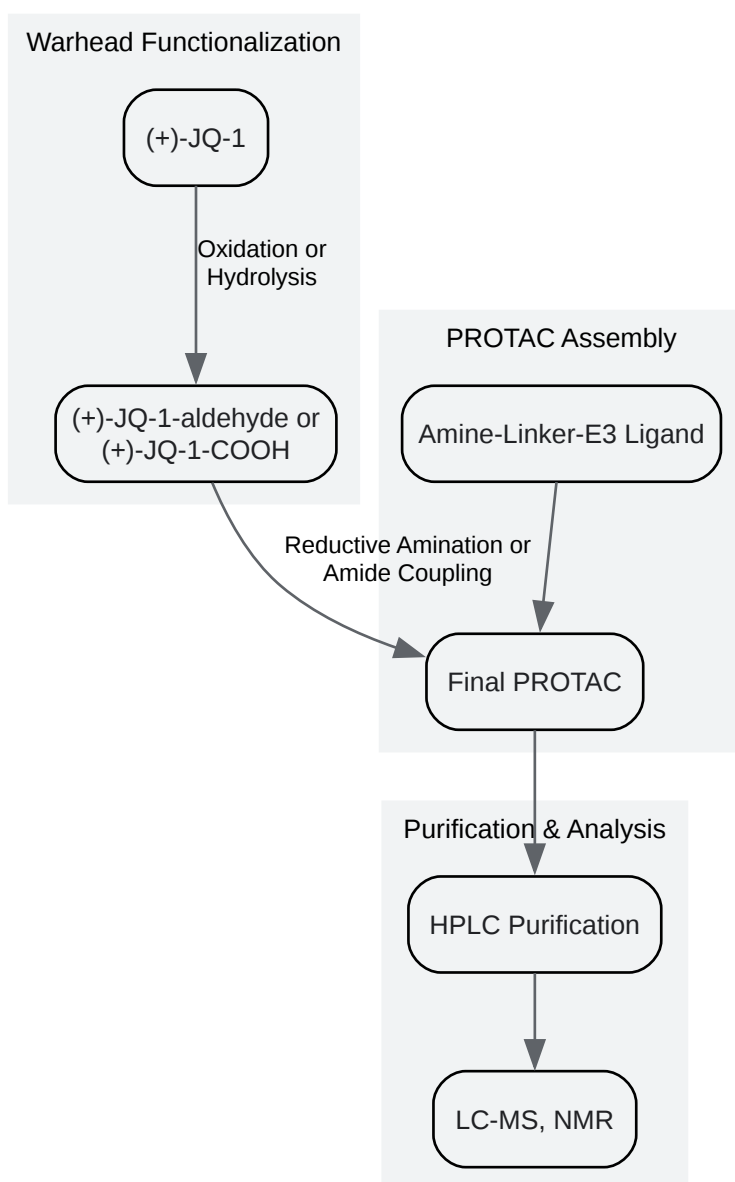 Warhead Functionalization
(+)-JQ-1
Oxidation or
Hydrolysis
(+)-JQ-1-aldehyde or
(+)-JQ-1-COOH
PROTAC Assembly
Amine-Linker-E3 Ligand
Reductive Amination or
Amide Coupling
Final PROTAC
Purification & Analysis
HPLC Purification
LC-MS, NMR